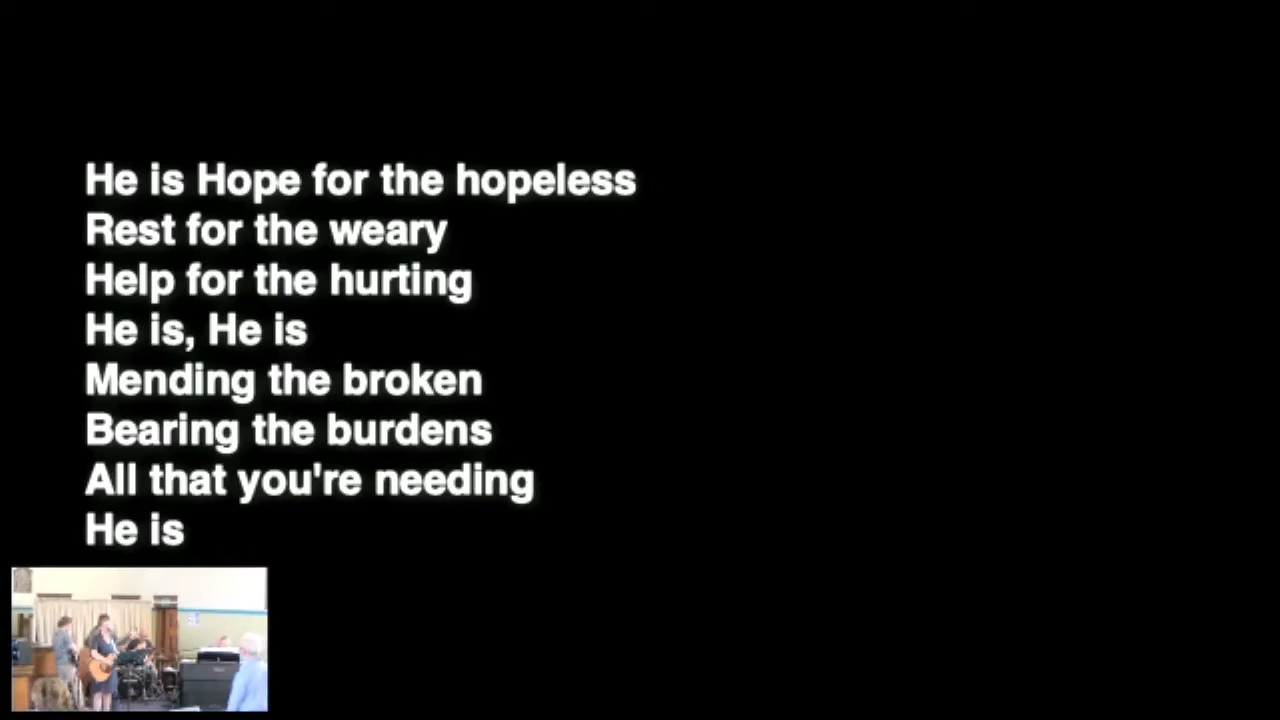 He is Hope for the hopeless
Rest for the weary
Help for the hurting
He is, He is
Mending the broken
Bearing the burdens
All that you're needing
He is